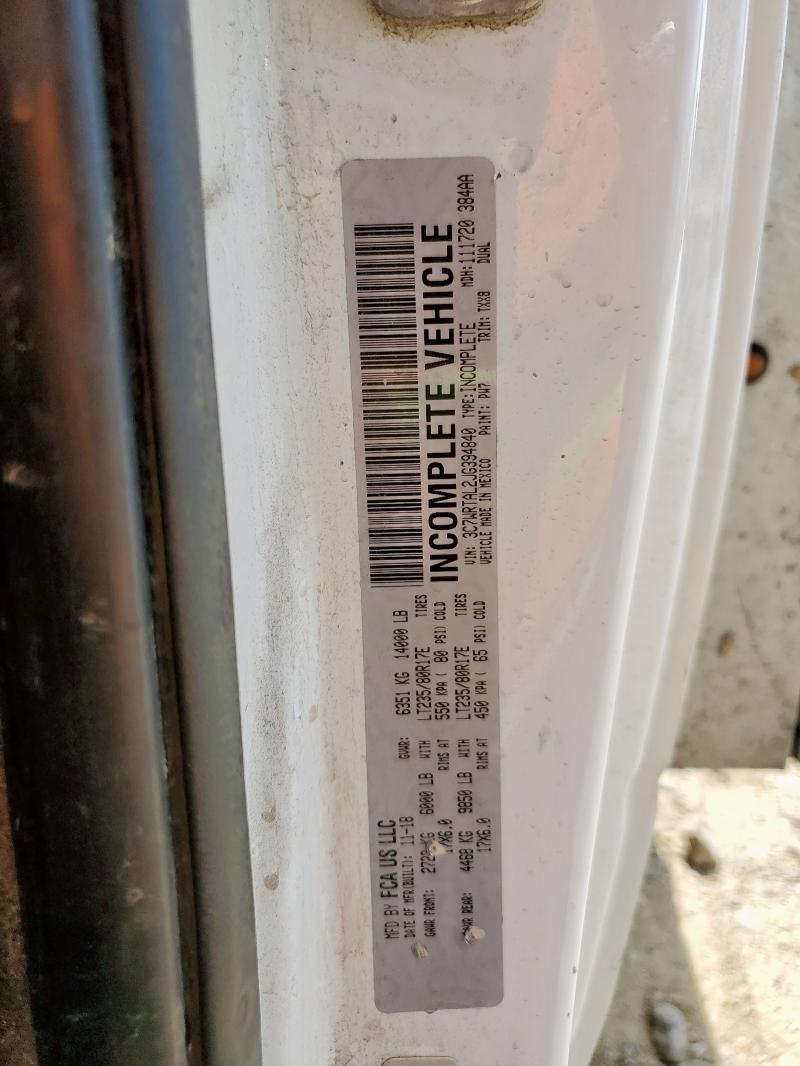 MFD BY FCA US LLC
DATE OF MFR(BUILT): 11-18 GVWR: 6351 KG 14000 LB
GAWR FRONT: KG 6000 LB WITH LT235/80R17E TIRES
17X6.0 RIMS AT 550 KPA ( 80 PSI) COLD
REAR: 4468 KG 9850 LB WITH LT235/80R17E TIRES
17X6.0 RIMS AT 450 KPA ( 65 PSI) COLD
INCOMPLETE VEHICLE
VIN: 3C7WRTAL2JG394840 TYPE: INCOMPLETE MDH: 111720 384AA
VEHICLE MADE IN MEXICO PAINT: PW7 TRIM: TXX8 DUAL